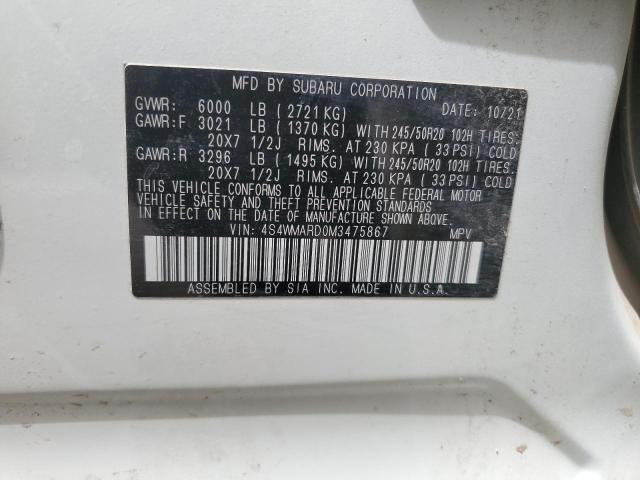 MFD BY SUBARU CORPORATION
GVWR: 6000 LB ( 2721 KG) DATE: 10/21
GAWR:F 3021 LB ( 1370 KG) WITH 245/50R20 102H TIRES.
20X7 1/2J RIMS. AT 230 KPA ( 33 PSI) COLD
GAWR:R 3296 LB ( 1495 KG) WITH 245/50R20 102H TIRES.
20X7 1/2J RIMS. AT 230 KPA ( 33 PSI) COLD
THIS VEHICLE CONFORMS TO ALL APPLICABLE FEDERAL MOTOR
VEHICLE SAFETY AND THEFT PREVENTION STANDARDS
IN EFFECT ON THE DATE OF MANUFACTURE SHOWN ABOVE.
VIN: 4S4WMARD0M3475867 MPV
ASSEMBLED BY SIA INC. MADE IN U.S.A.